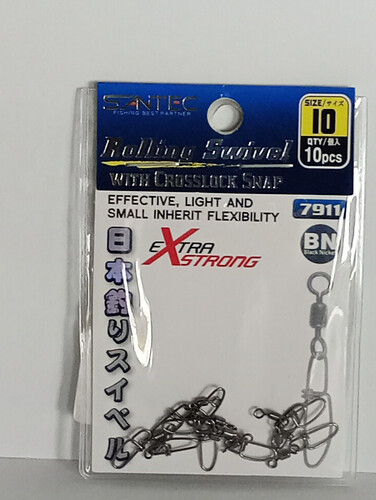 SANTEC
FISHING BEST PARTNER
SIZE/サイズ
10
QTY/個入
10pcs
Rolling Swivel
WITH CROSSLOCK SNAP
EFFECTIVE, LIGHT AND
SMALL INHERIT FLEXIBILITY
7911
BN
Black Nickel
EXTRA
XSTRONG
日本釣りスイベル